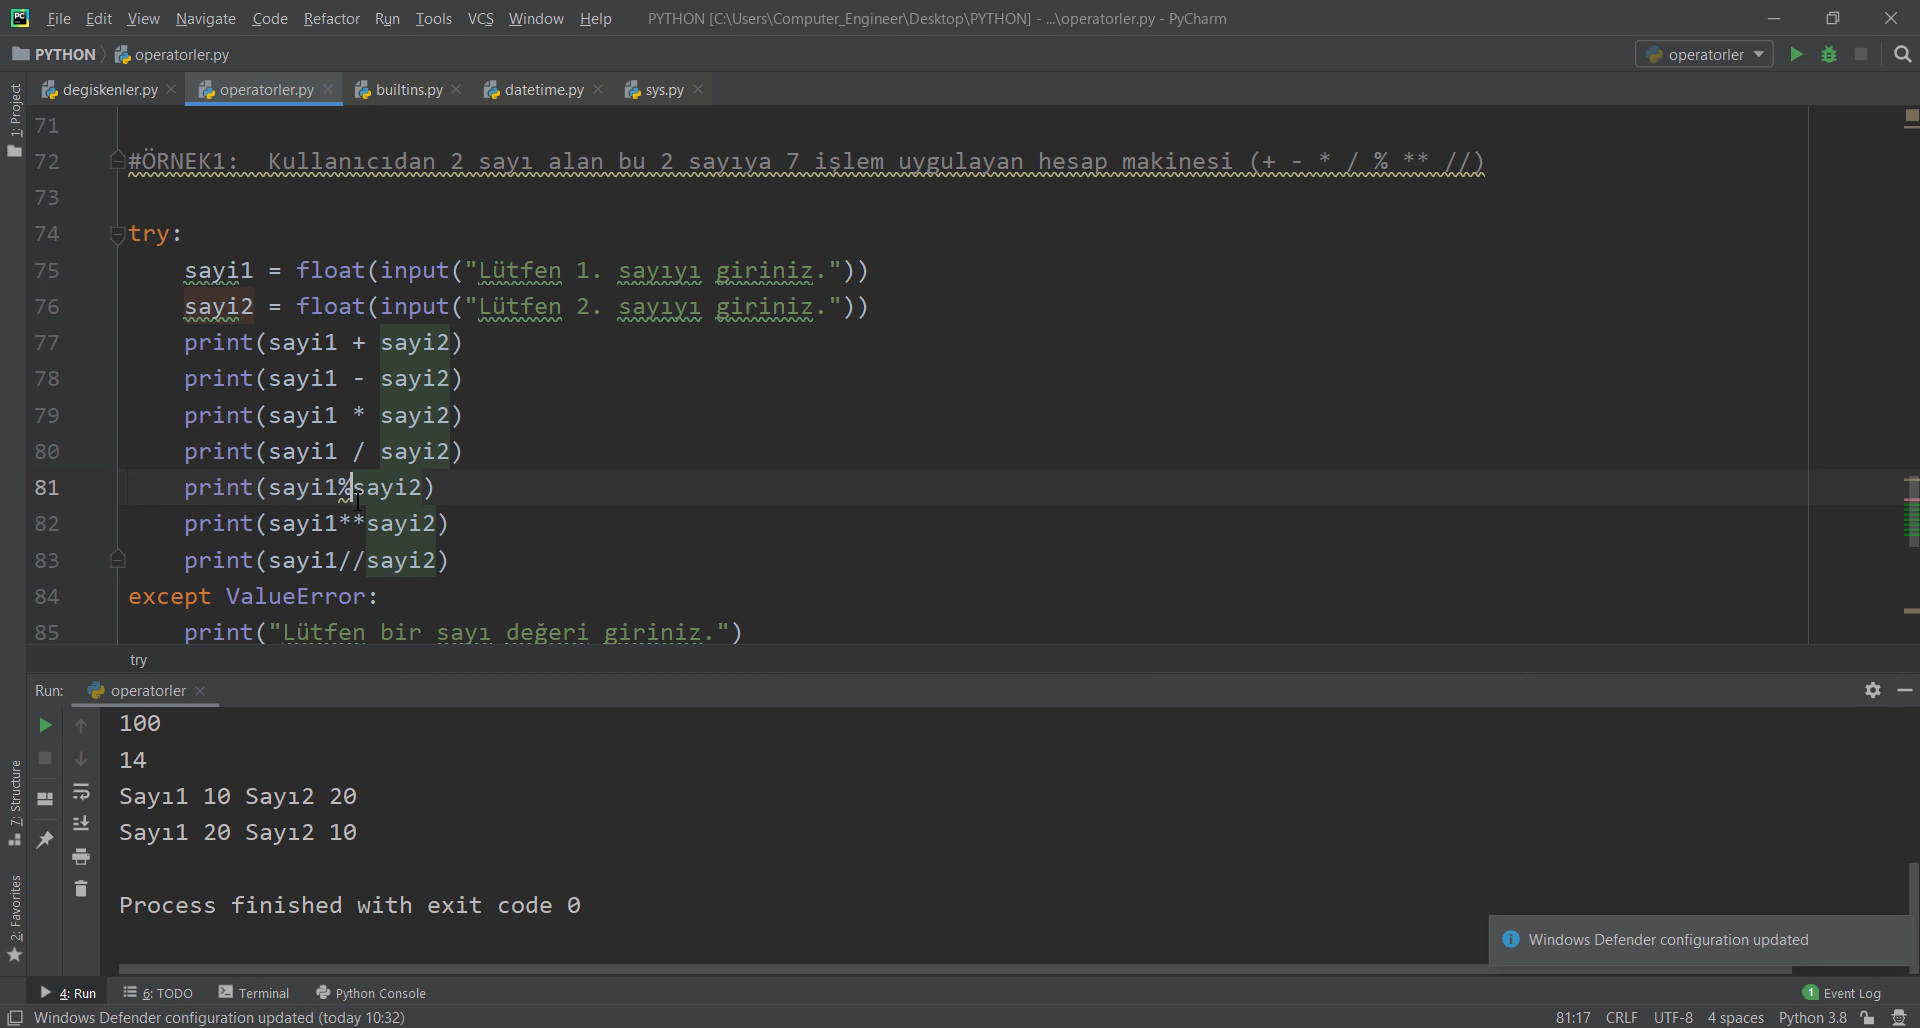 File Edit View Navigate Code Refactor Run Tools VCS Window Help PYTHON [C:\Users\Computer_Engineer\Desktop\PYTHON] - ...\operatorler.py - PyCharm
PYTHON operatorler.py operatorler
degiskenler.py operatorler.py builtins.py datetime.py sys.py
1: Project
71
72 #ÖRNEK1:  Kullanıcıdan 2 sayı alan bu 2 sayıya 7 işlem uygulayan hesap makinesi (+ - * / % ** //)
73
74 try:
75 sayi1 = float(input("Lütfen 1. sayıyı giriniz."))
76 sayi2 = float(input("Lütfen 2. sayıyı giriniz."))
77 print(sayi1 + sayi2)
78 print(sayi1 - sayi2)
79 print(sayi1 * sayi2)
80 print(sayi1 / sayi2)
81 print(sayi1%sayi2)
82 print(sayi1**sayi2)
83 print(sayi1//sayi2)
84 except ValueError:
85 print("Lütfen bir sayı değeri giriniz.")
try
Run: operatorler
100
14
Sayı1 10 Sayı2 20
Sayı1 20 Sayı2 10
Process finished with exit code 0
7: Structure
2: Favorites
Windows Defender configuration updated
4: Run 6: TODO Terminal Python Console 1 Event Log
Windows Defender configuration updated (today 10:32) 81:17 CRLF UTF-8 4 spaces Python 3.8